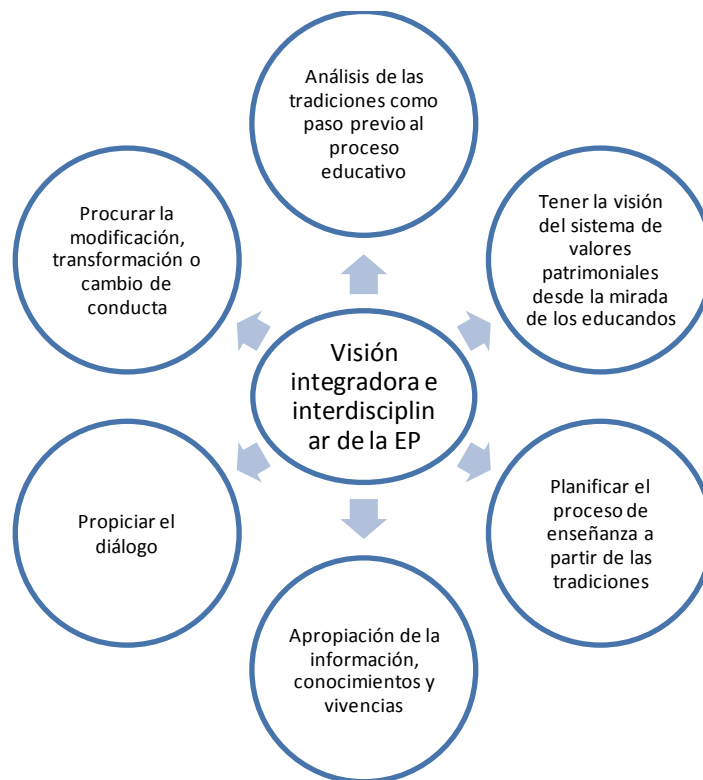 Análisis de las
tradiciones como
paso previo al
proceso
educativo
Tener la visión
del sistema de
valores
patrimoniales
desde la mirada
de los educandos
Planificar el
proceso de
enseñanza a
partir de las
tradiciones
Apropiación de la
información,
conocimientos y
vivencias
Propiciar el
diálogo
Procurar la
modificación,
transformación o
cambio de
conducta
Visión
integradora e
interdisciplin
ar de la EP